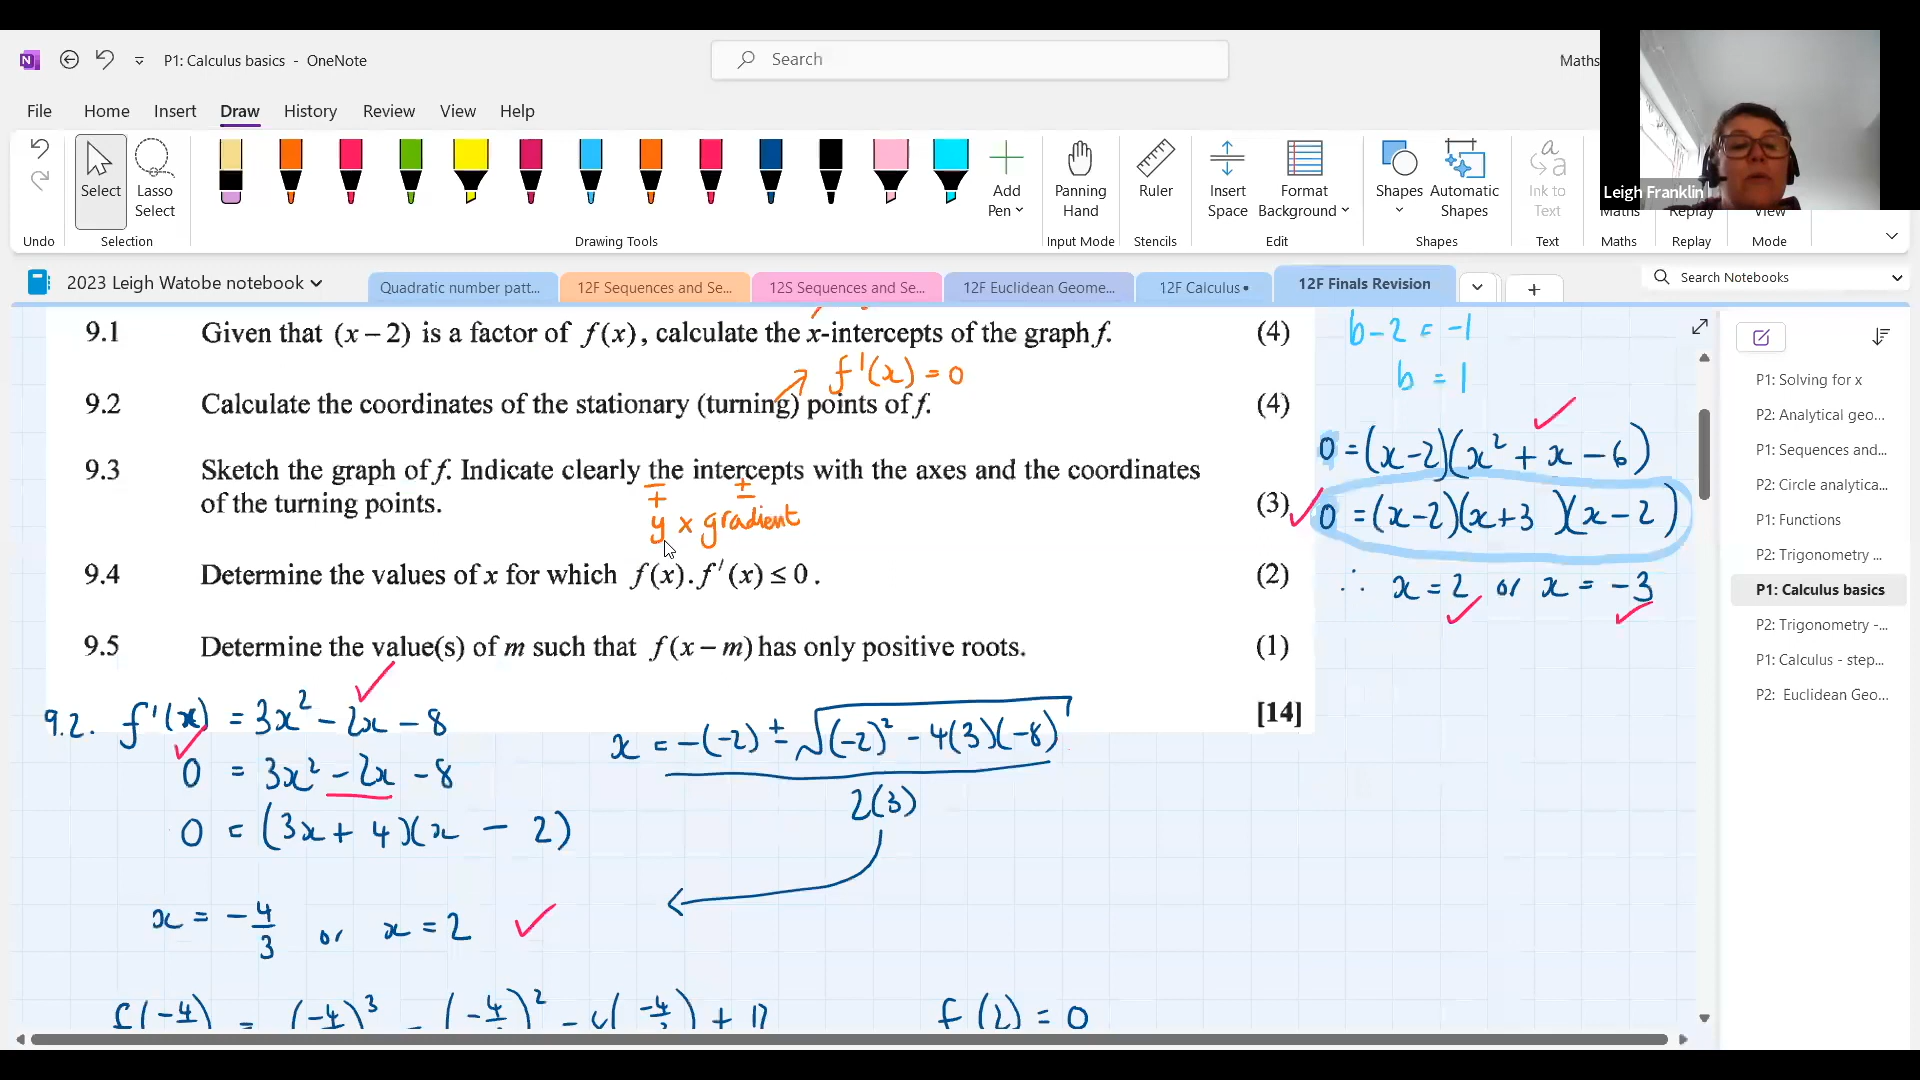 P1: Calculus basics - OneNote
Search
Maths
File Home Insert Draw History Review View Help
Undo
Select
Lasso Select
Selection
Drawing Tools
Add Pen
Panning Hand
Input Mode
Ruler
Stencils
Insert Space
Format Background
Edit
Shapes
Automatic Shapes
Shapes
Ink to Text
Text
Maths
Maths
Replay
Replay
View
Mode
Leigh Franklin
2023 Leigh Watobe notebook
Quadratic number patt...
12F Sequences and Se...
12S Sequences and Se...
12F Euclidean Geome...
12F Calculus
12F Finals Revision
Search Notebooks
9.1 Given that (x – 2) is a factor of f(x), calculate the x-intercepts of the graph f. (4)
f'(x) = 0
9.2 Calculate the coordinates of the stationary (turning) points of f. (4)
9.3 Sketch the graph of f. Indicate clearly the intercepts with the axes and the coordinates
of the turning points. (3)
y × gradient
9.4 Determine the values of x for which f(x).f'(x) ≤ 0. (2)
9.5 Determine the value(s) of m such that f(x – m) has only positive roots. (1)
[14]
b - 2 = -1
b = 1
0 = (x-2)(x² + x - 6)
0 = (x-2)(x+3)(x-2)
∴ x = 2 or x = -3
9.2. f'(x) = 3x² - 2x - 8
0 = 3x² - 2x - 8
0 = (3x + 4)(x - 2)
x = -4/3 or x = 2
x = -(-2) ± √(-2)² - 4(3)(-8)
2(3)
f (2) = 0
P1: Solving for x
P2: Analytical geo...
P1: Sequences and...
P2: Circle analytica...
P1: Functions
P2: Trigonometry ...
P1: Calculus basics
P2: Trigonometry -...
P1: Calculus - step...
P2: Euclidean Geo...